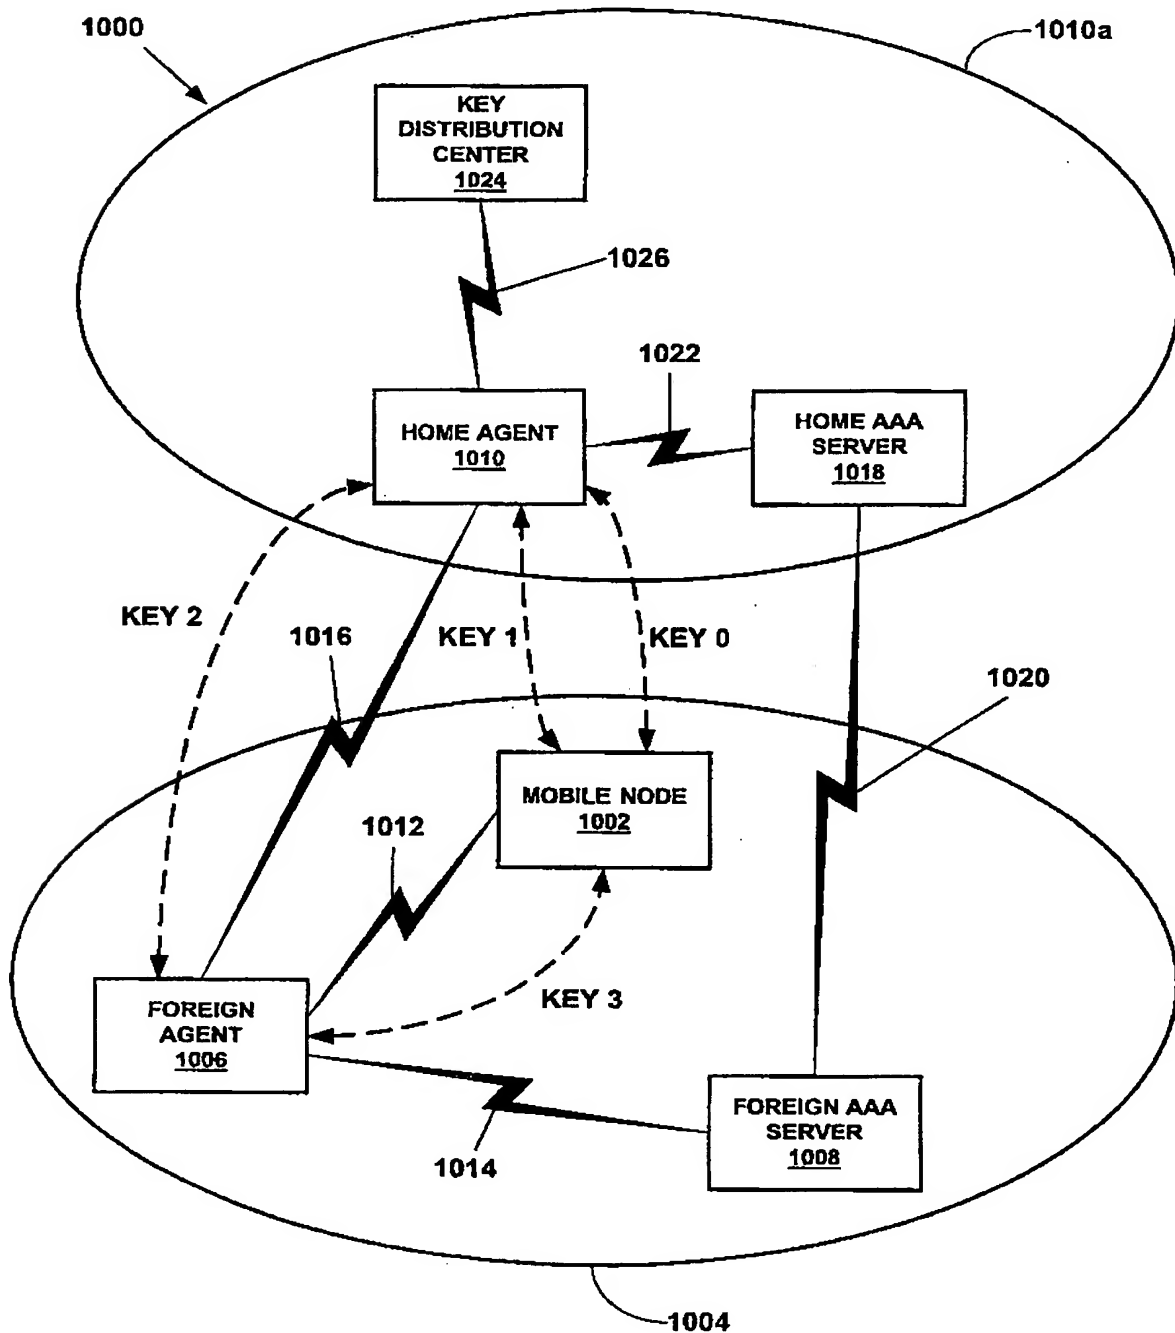 1000
1010a
KEY
DISTRIBUTION
CENTER
1024
1026
1022
HOME AGENT
1010
HOME AAA
SERVER
1018
KEY 2
1016
KEY 1
KEY 0
1020
MOBILE NODE
1002
1012
FOREIGN
AGENT
1006
KEY 3
FOREIGN AAA
SERVER
1008
1014
1004